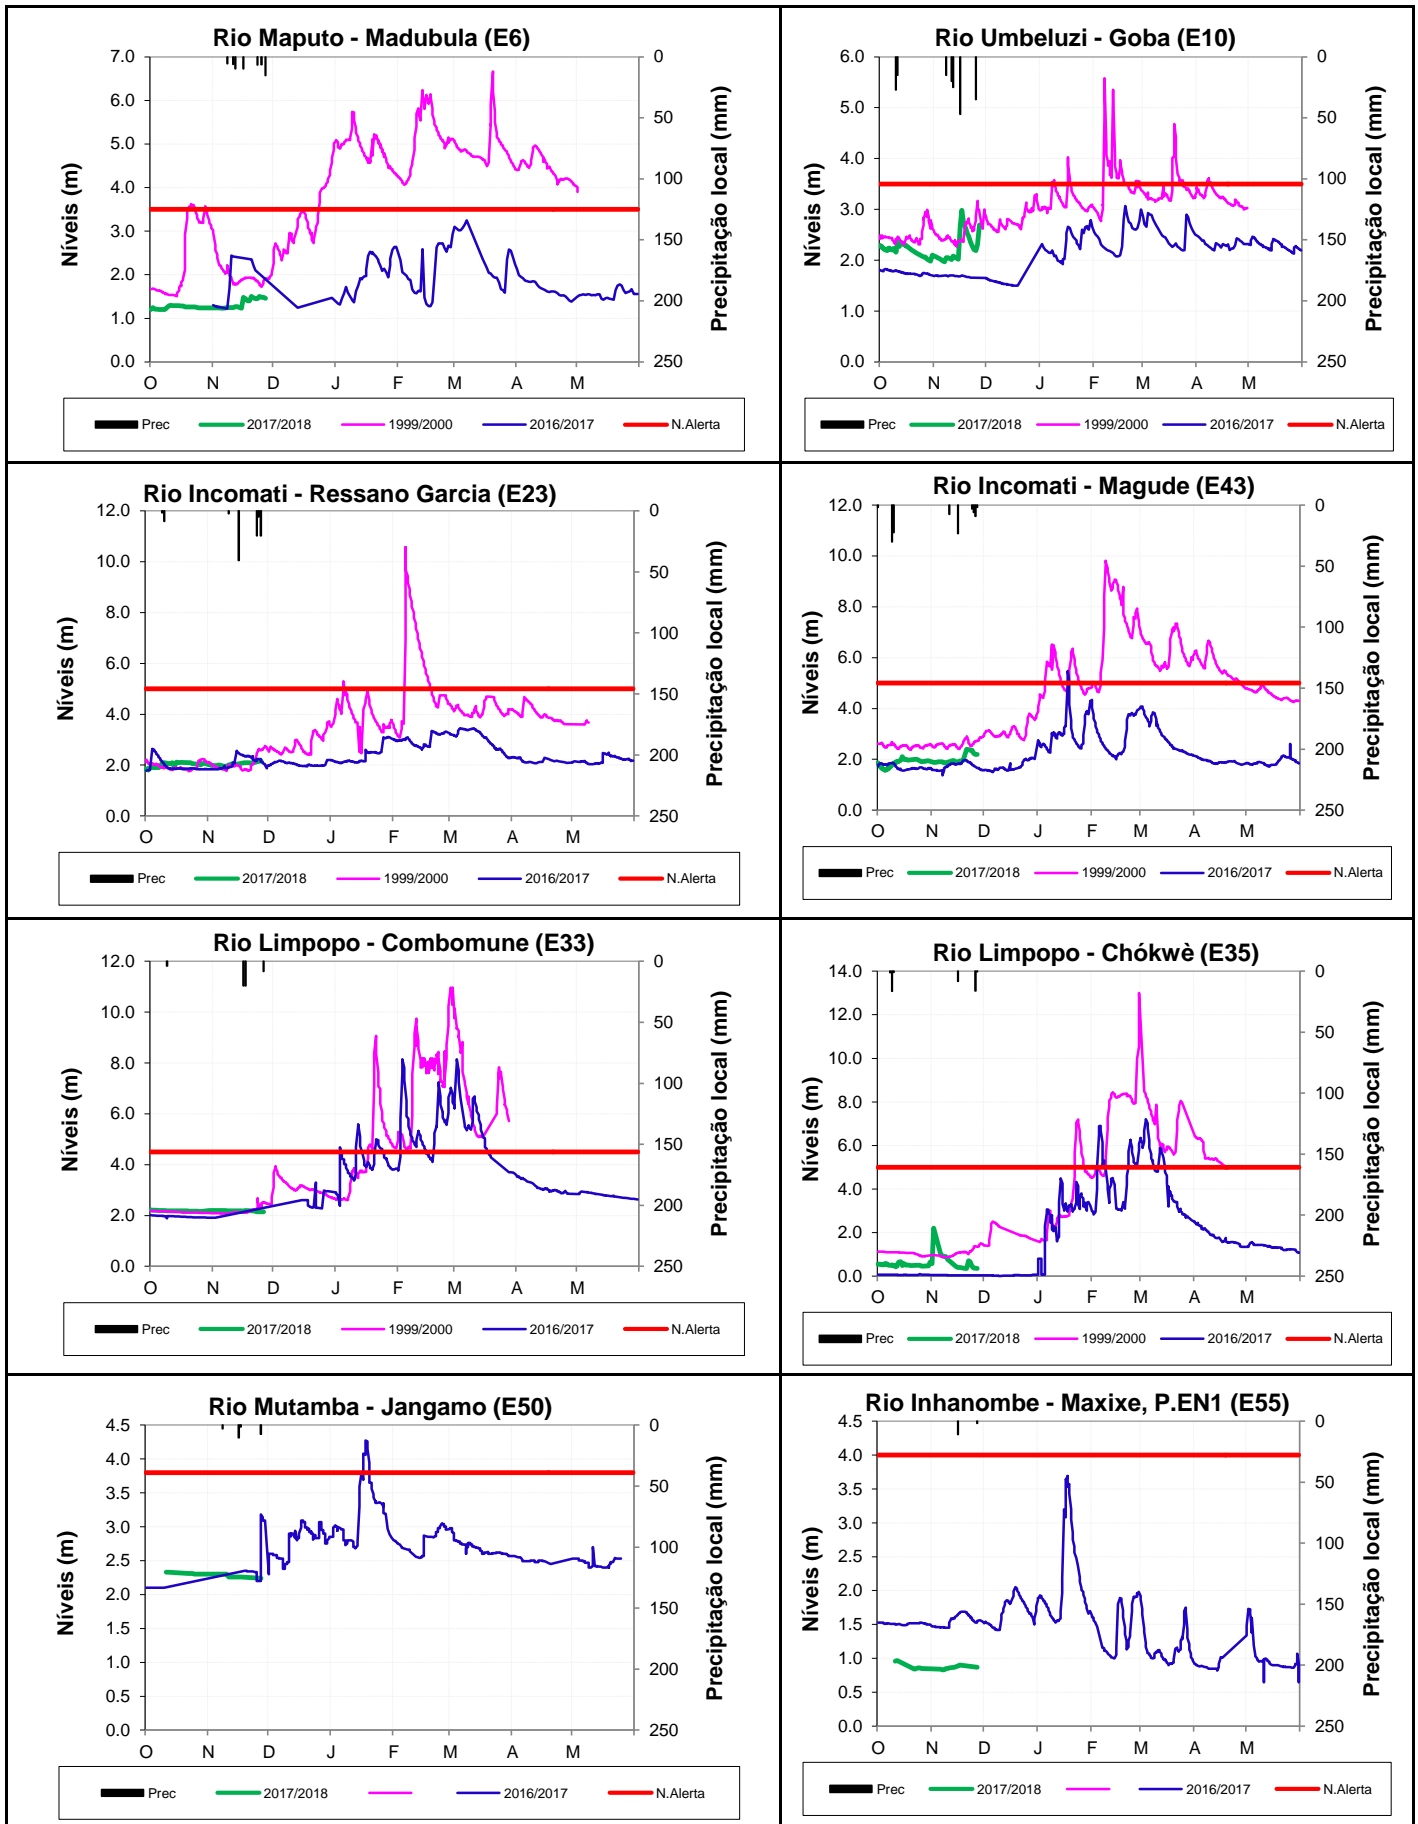 Rio Maputo - Madubula (E6)
7.0
6.0
5.0
4.0
3.0
2.0
1.0
0.0
Níveis (m)
0
50
100
150
200
250
Precipitação local (mm)
O N D J F M A M
Prec 2017/2018 1999/2000 2016/2017 N.Alerta
Rio Umbeluzi - Goba (E10)
6.0
5.0
4.0
3.0
2.0
1.0
0.0
Níveis (m)
0
50
100
150
200
250
Precipitação local (mm)
O N D J F M A M
Prec 2017/2018 1999/2000 2016/2017 N.Alerta
Rio Incomati - Ressano Garcia (E23)
12.0
10.0
8.0
6.0
4.0
2.0
0.0
Níveis (m)
0
50
100
150
200
250
Precipitação local (mm)
O N D J F M A M
Prec 2017/2018 1999/2000 2016/2017 N.Alerta
Rio Incomati - Magude (E43)
12.0
10.0
8.0
6.0
4.0
2.0
0.0
Níveis (m)
0
50
100
150
200
250
Precipitação local (mm)
O N D J F M A M
Prec 2017/2018 1999/2000 2016/2017 N.Alerta
Rio Limpopo - Combomune (E33)
12.0
10.0
8.0
6.0
4.0
2.0
0.0
Níveis (m)
0
50
100
150
200
250
Precipitação local (mm)
O N D J F M A M
Prec 2017/2018 1999/2000 2016/2017 N.Alerta
Rio Limpopo - Chókwè (E35)
14.0
12.0
10.0
8.0
6.0
4.0
2.0
0.0
Níveis (m)
0
50
100
150
200
250
Precipitação local (mm)
O N D J F M A M
Prec 2017/2018 1999/2000 2016/2017 N.Alerta
Rio Mutamba - Jangamo (E50)
4.5
4.0
3.5
3.0
2.5
2.0
1.5
1.0
0.5
0.0
Níveis (m)
0
50
100
150
200
250
Precipitação local (mm)
O N D J F M A M
Prec 2017/2018 2016/2017 N.Alerta
Rio Inhanombe - Maxixe, P.EN1 (E55)
4.5
4.0
3.5
3.0
2.5
2.0
1.5
1.0
0.5
0.0
Níveis (m)
0
50
100
150
200
250
Precipitação local (mm)
O N D J F M A M
Prec 2017/2018 2016/2017 N.Alerta